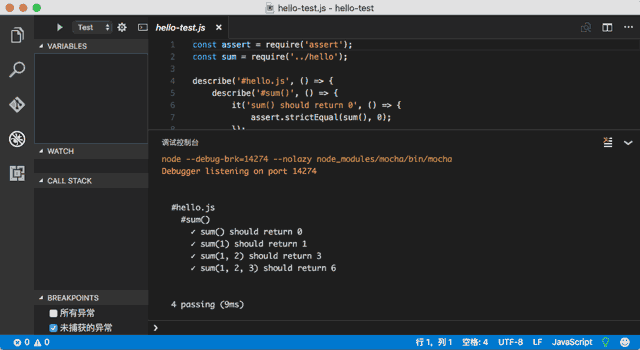 hello-test.js - hello-test
Test
hello-test.js
VARIABLES
WATCH
CALL STACK
BREAKPOINTS
所有异常
未捕获的异常
1 const assert = require('assert');
2 const sum = require('../hello');
3
4 describe('#hello.js', () => {
5 describe('#sum()', () => {
6 it('sum() should return 0', () => {
7 assert.strictEqual(sum(), 0);
8 });
调试控制台
node --debug-brk=14274 --nolazy node_modules/mocha/bin/mocha
Debugger listening on port 14274
#hello.js
#sum()
✓ sum() should return 0
✓ sum(1) should return 1
✓ sum(1, 2) should return 3
✓ sum(1, 2, 3) should return 6
4 passing (9ms)
0 0
行 1, 列 1
空格: 4
UTF-8
LF
JavaScript